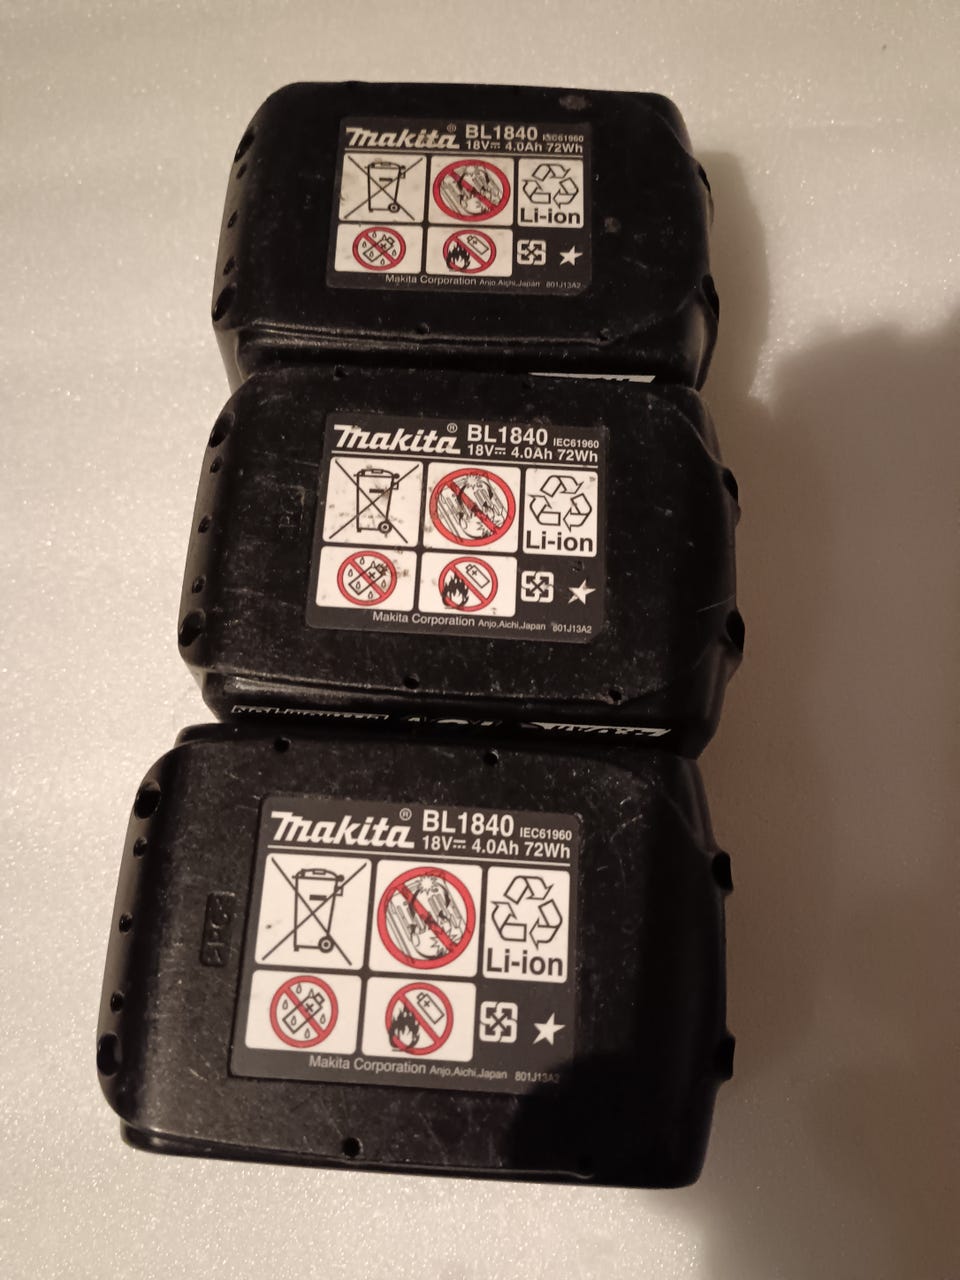 makita® BL1840 IEC61960
18V 4.0Ah 72Wh
Li-ion
Makita Corporation Anjo,Aichi,Japan 801J13A2
makita® BL1840 IEC61960
18V 4.0Ah 72Wh
Li-ion
Makita Corporation Anjo,Aichi,Japan 801J13A2
makita® BL1840 IEC61960
18V 4.0Ah 72Wh
Li-ion
Makita Corporation Anjo,Aichi,Japan 801J13A2